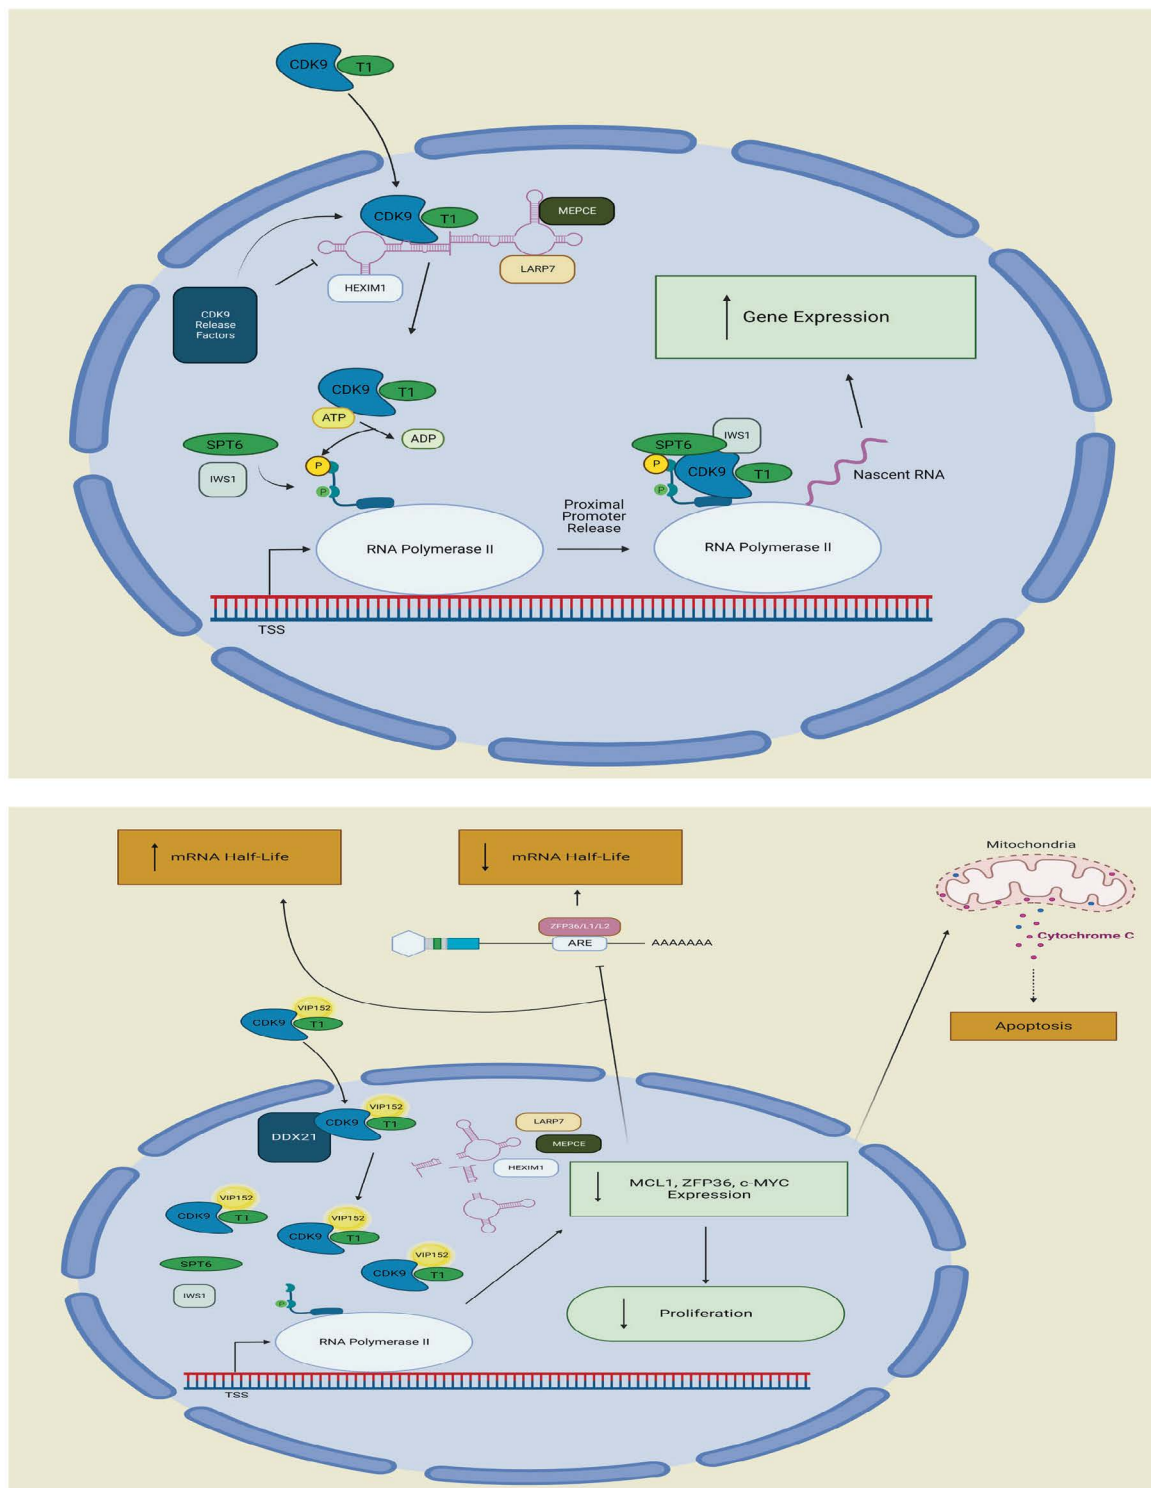 CDK9 T1
CDK9 T1
MEPCE
LARP7
HEXIM1
CDK9
Release
Factors
Gene Expression
CDK9 T1
ATP
ADP
SPT6
IWS1
P
P
SPT6
IWS1
P
P
CDK9 T1
Nascent RNA
Proximal
Promoter
Release
RNA Polymerase II
RNA Polymerase II
TSS
mRNA Half-Life
mRNA Half-Life
Mitochondria
ZFP36/L1/L2
ARE
AAAAAAA
Cytochrome C
Apoptosis
VIP152
CDK9 T1
VIP152
CDK9 T1
DDX21
LARP7
MEPCE
HEXIM1
MCL1, ZFP36, c-MYC
Expression
VIP152
CDK9 T1
VIP152
CDK9 T1
VIP152
CDK9 T1
SPT6
IWS1
P
Proliferation
RNA Polymerase II
TSS